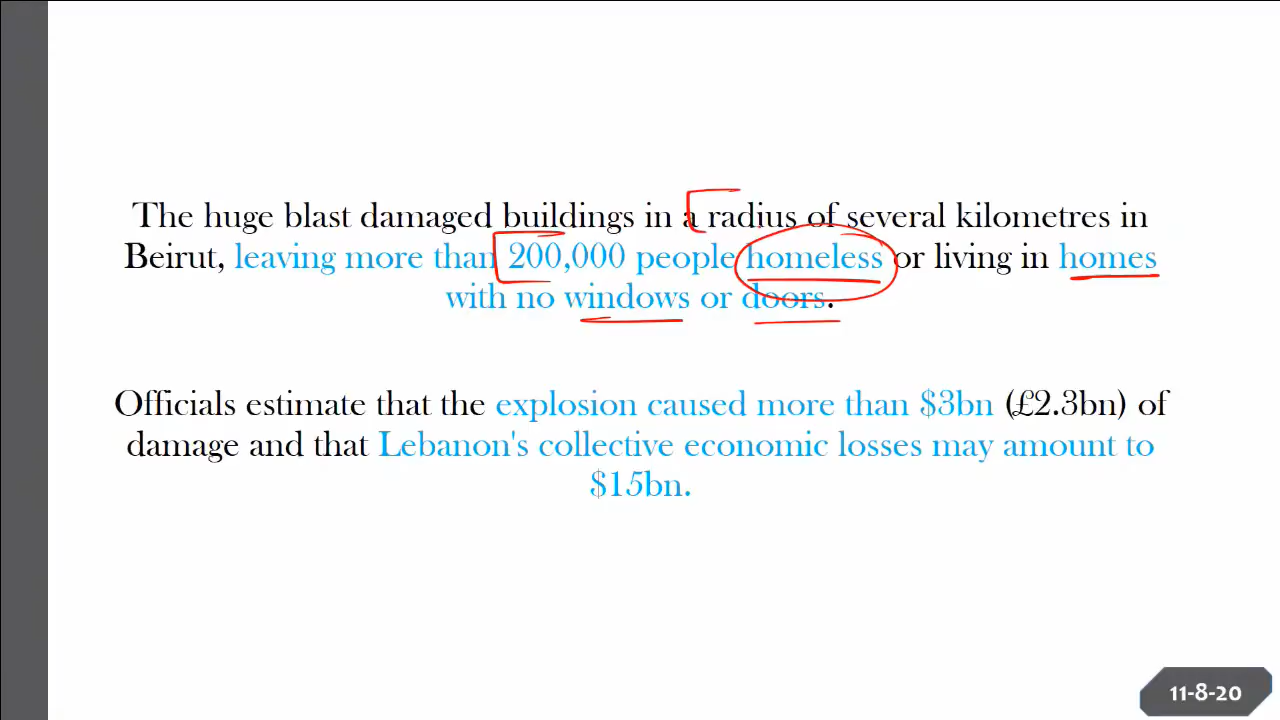 The huge blast damaged buildings in a radius of several kilometres in
Beirut, leaving more than 200,000 people homeless or living in homes
with no windows or doors.
Officials estimate that the explosion caused more than $3bn (£2.3bn) of
damage and that Lebanon's collective economic losses may amount to
$15bn.
11-8-20